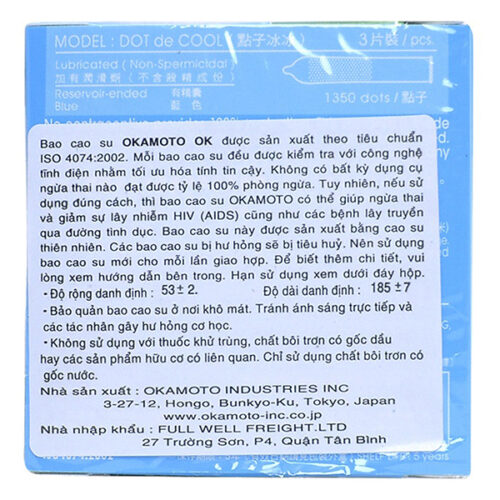 MODEL : DOT de COOL (點子冰冰)
3片裝 / pcs.
Lubricated ( Non-Spermicidal )
加有潤滑劑 (不含殺精成份)
Reservoir-ended 有精囊
Blue 藍色
1350 dots / 點子
Bao cao su OKAMOTO OK được sản xuất theo tiêu chuẩn
ISO 4074:2002. Mỗi bao cao su đều được kiểm tra với công nghệ
tĩnh điện nhằm tối ưu hóa tính tin cậy. Không có bất kỳ dụng cụ
ngừa thai nào đạt được tỷ lệ 100% phòng ngừa. Tuy nhiên, nếu sử
dụng đúng cách, thì bao cao su OKAMOTO có thể giúp ngừa thai
và giảm sự lây nhiễm HIV (AIDS) cũng như các bệnh lây truyền
qua đường tình dục. Bao cao su này được sản xuất bằng cao su
thiên nhiên. Các bao cao su bị hư hỏng sẽ bị tiêu huỷ. Nên sử dụng
bao cao su mới cho mỗi lần giao hợp. Để biết thêm chi tiết, vui
lòng xem hướng dẫn bên trong. Hạn sử dụng xem dưới đáy hộp.
- Độ rộng danh định : 53±2. Độ dài danh định : 185±7
- Bảo quản bao cao su ở nơi khô mát. Tránh ánh sáng trực tiếp và
các tác nhân gây hư hỏng cơ học.
- Không sử dụng với thuốc khử trùng, chất bôi trơn có gốc dầu
hay các sản phẩm hữu cơ có liên quan. Chỉ sử dụng chất bôi trơn có
gốc nước.
Nhà sản xuất : OKAMOTO INDUSTRIES INC
3-27-12, Hongo, Bunkyo-Ku, Tokyo, Japan
www.okamoto-inc.co.jp
Nhà nhập khẩu : FULL WELL FREIGHT.LTD
27 Trường Sơn, P4, Quận Tân Bình